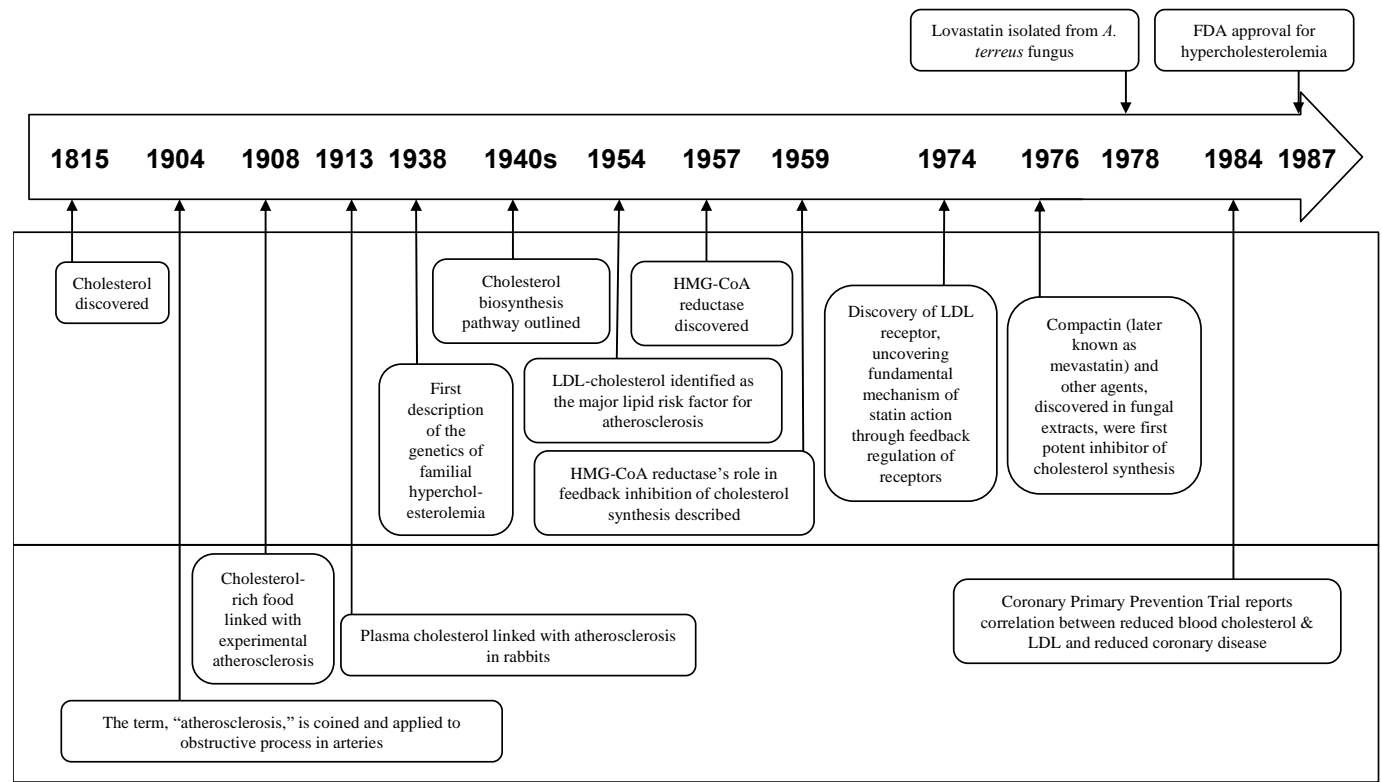 Lovastatin isolated from A.
terreus fungus
FDA approval for
hypercholesterolemia
1815 1904 1908 1913 1938 1940s 1954 1957 1959 1974 1976 1978 1984 1987
Cholesterol
discovered
Cholesterol
biosynthesis
pathway outlined
HMG-CoA
reductase
discovered
Discovery of LDL
receptor,
uncovering
fundamental
mechanism of
statin action
through feedback
regulation of
receptors
Compactin (later
known as
mevastatin) and
other agents,
discovered in fungal
extracts, were first
potent inhibitor of
cholesterol synthesis
First
description
of the
genetics of
familial
hyperchol-
esterolemia
LDL-cholesterol identified as
the major lipid risk factor for
atherosclerosis
HMG-CoA reductase’s role in
feedback inhibition of cholesterol
synthesis described
Cholesterol-
rich food
linked with
experimental
atherosclerosis
Plasma cholesterol linked with atherosclerosis
in rabbits
Coronary Primary Prevention Trial reports
correlation between reduced blood cholesterol &
LDL and reduced coronary disease
The term, “atherosclerosis,” is coined and applied to
obstructive process in arteries